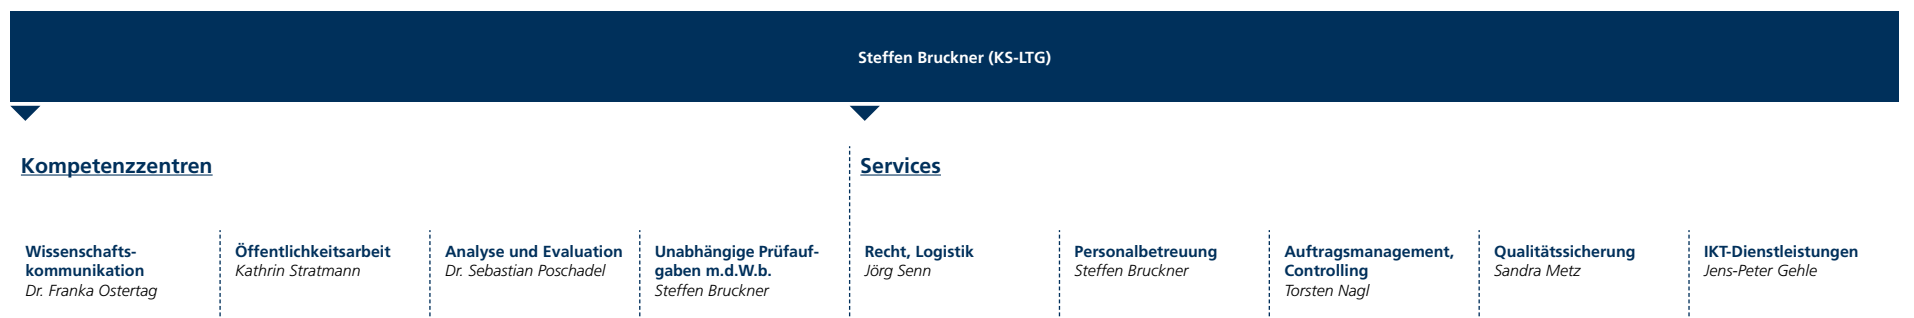 Steffen Bruckner (KS-LTG)
Kompetenzzentren
Services
Wissenschafts-
kommunikation
Dr. Franka Ostertag
Öffentlichkeitsarbeit
Kathrin Stratmann
Analyse und Evaluation
Dr. Sebastian Poschadel
Unabhängige Prüfauf-
gaben m.d.W.b.
Steffen Bruckner
Recht, Logistik
Jörg Senn
Personalbetreuung
Steffen Bruckner
Auftragsmanagement,
Controlling
Torsten Nagl
Qualitätssicherung
Sandra Metz
IKT-Dienstleistungen
Jens-Peter Gehle